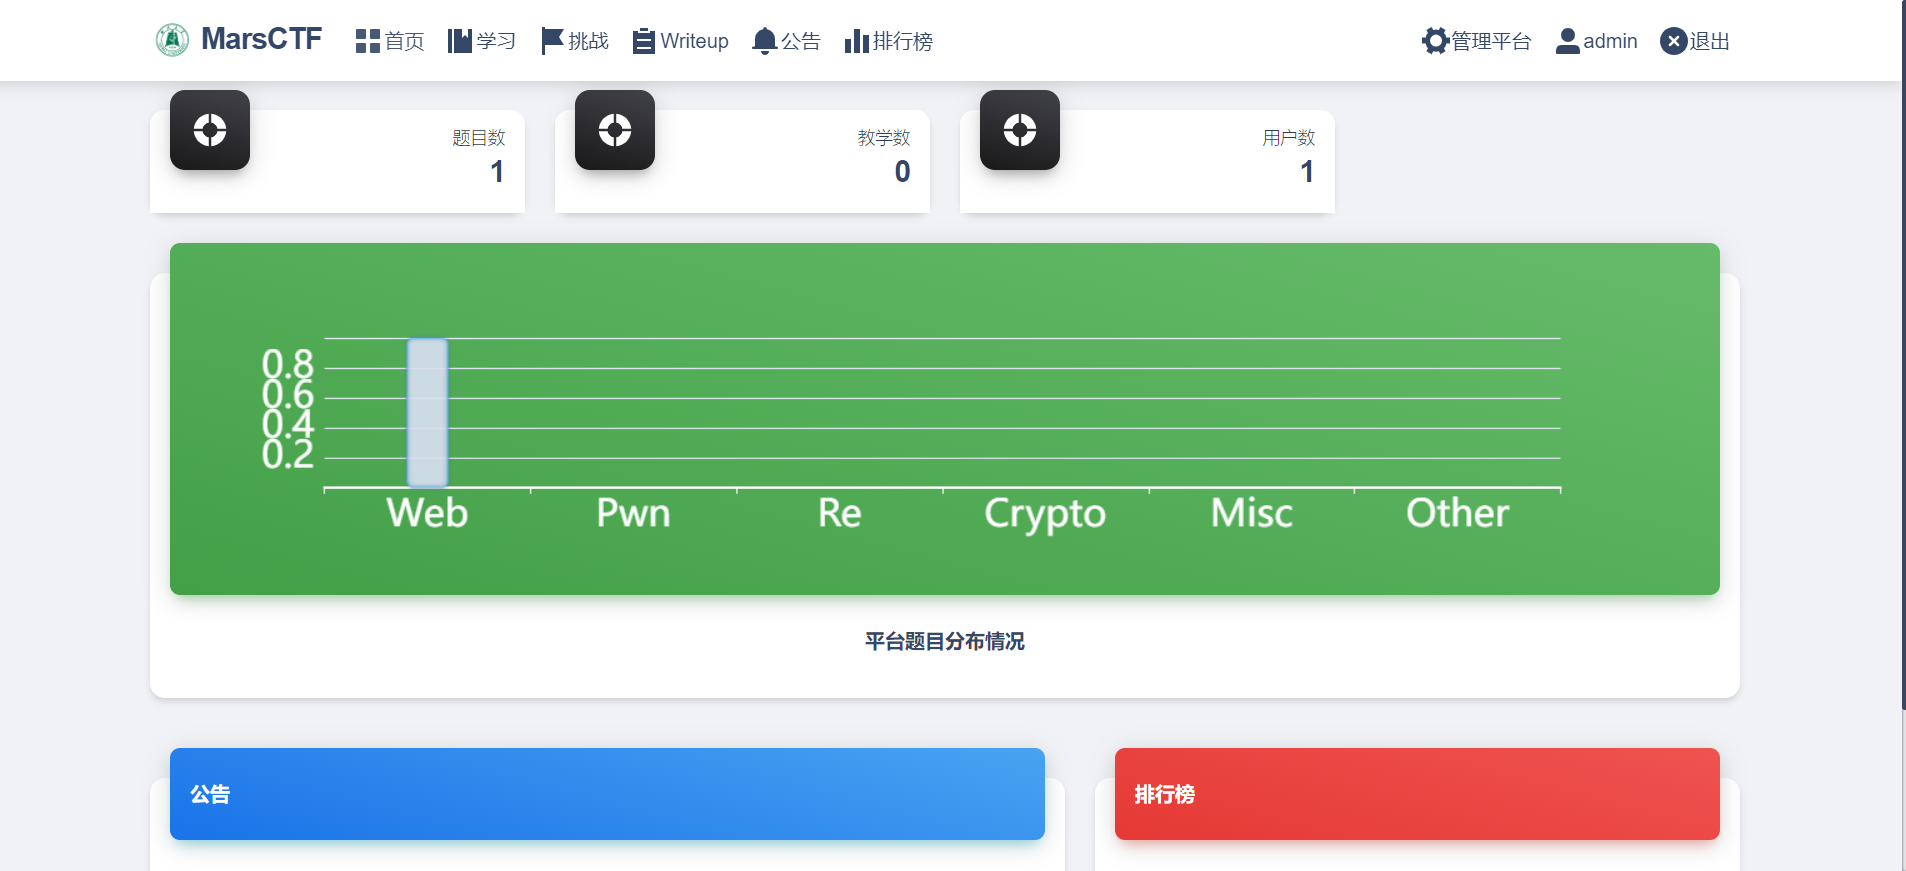 MarsCTF 首页 学习 挑战 Writeup 公告 排行榜 管理平台 admin 退出
题目数
1
教学数
0
用户数
1
0.8
0.6
0.4
0.2
Web Pwn Re Crypto Misc Other
平台题目分布情况
公告
排行榜